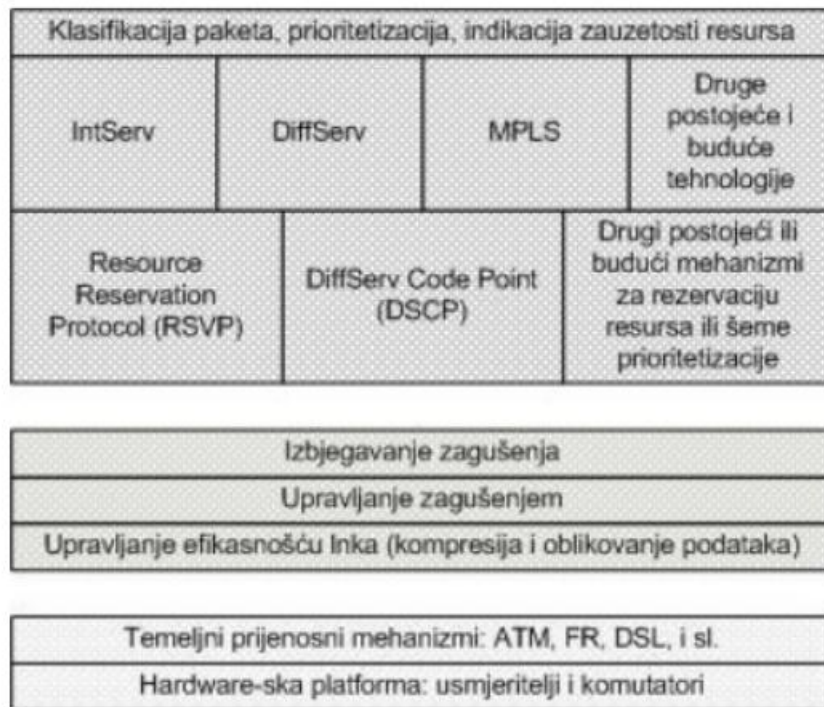 Klasifikacija paketa, prioritetizacija, indikacija zauzetosti resursa
IntServ
DiffServ
MPLS
Druge
postojeće i
buduće
tehnologije
Resource
Reservation
Protocol (RSVP)
DiffServ Code Point
(DSCP)
Drugi postojeći ili
budući mehanizmi
za rezervaciju
resursa ili šeme
prioritetizacije
Izbjegavanje zagušenja
Upravljanje zagušenjem
Upravljanje efikasnošću lnka (kompresija i oblikovanje podataka)
Temeljni prijenosni mehanizmi: ATM, FR, DSL, i sl.
Hardware-ska platforma: usmjeritelji i komutatori